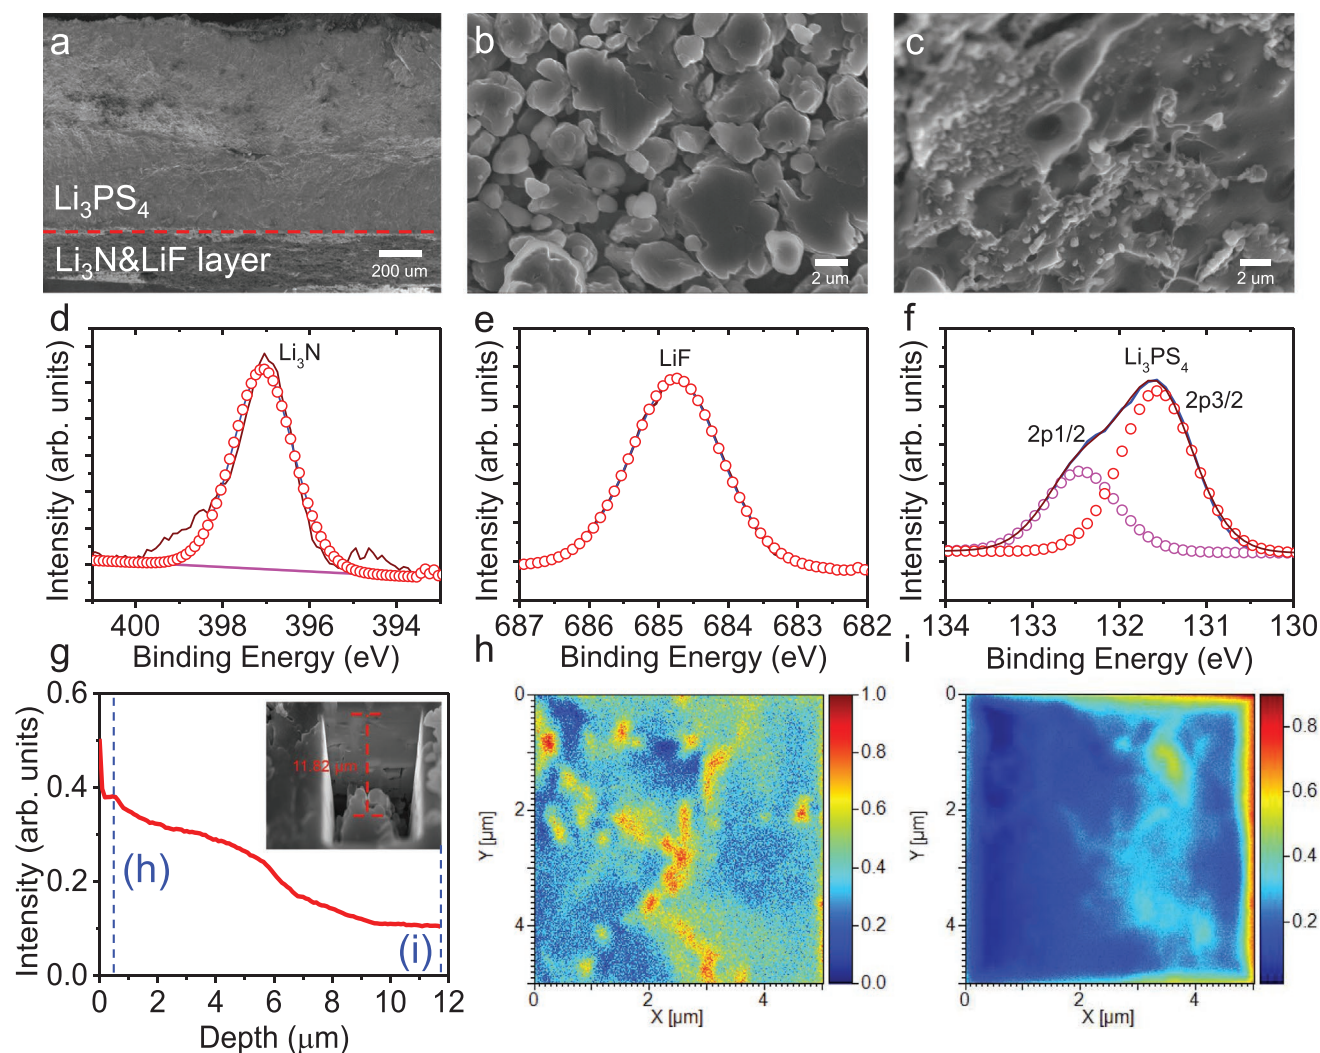 a
Li₃PS₄
Li₃N&LiF layer
200 um
b
2 um
c
2 um
d
Intensity (arb. units)
Li₃N
400
398
396
394
Binding Energy (eV)
e
Intensity (arb. units)
LiF
687
686
685
684
683
682
Binding Energy (eV)
f
Intensity (arb. units)
Li₃PS₄
2p1/2
2p3/2
134
133
132
131
130
Binding Energy (eV)
g
Intensity (arb. units)
0.6
0.4
0.2
0.0
(h)
(i)
11.82 µm
0
2
4
6
8
10
12
Depth (µm)
h
Y [µm]
0
2
4
0
2
4
X [µm]
1.0
0.8
0.6
0.4
0.2
0.0
i
Y [µm]
0
2
4
0
2
4
X [µm]
0.8
0.6
0.4
0.2